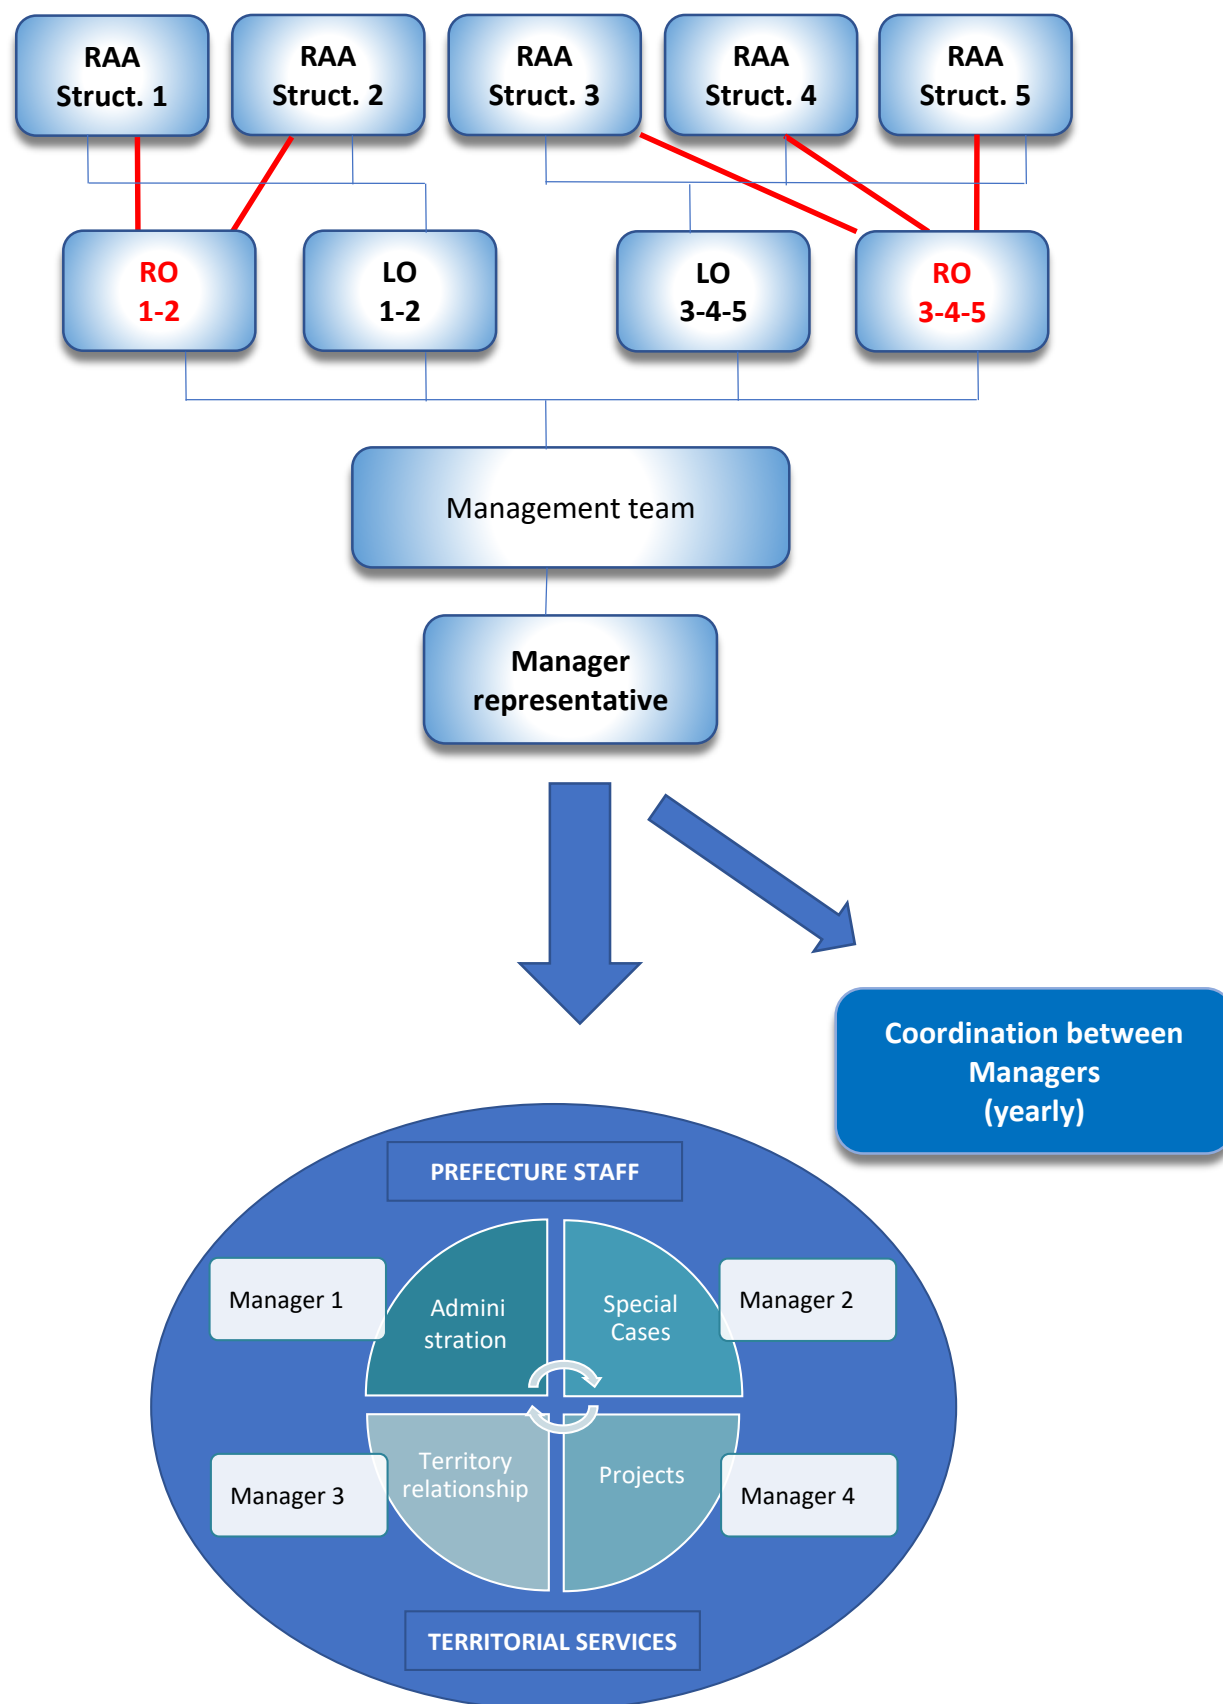 RAA
Struct. 1
RAA
Struct. 2
RAA
Struct. 3
RAA
Struct. 4
RAA
Struct. 5
RO
1-2
LO
1-2
LO
3-4-5
RO
3-4-5
Management team
Manager
representative
Coordination between
Managers
(yearly)
PREFECTURE STAFF
Manager 1
Admini
stration
Special
Cases
Manager 2
Manager 3
Territory
relationship
Projects
Manager 4
TERRITORIAL SERVICES